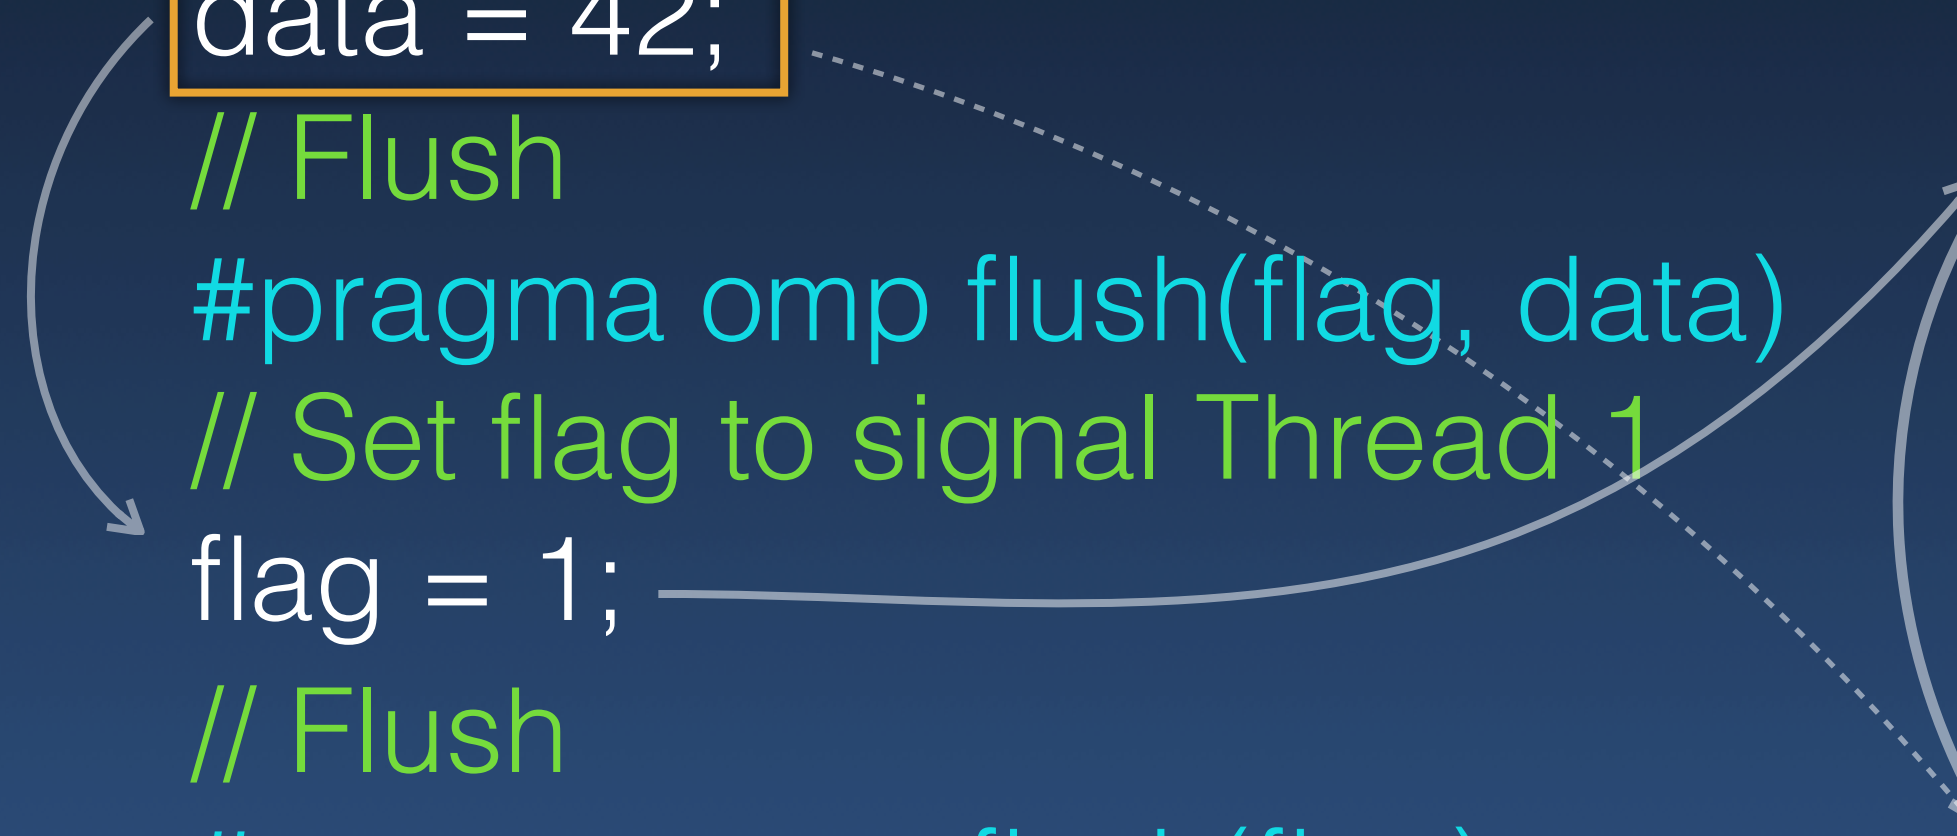 data = 42;
// Flush
#pragma omp flush(flag, data)
// Set flag to signal Thread 1
flag = 1;
// Flush